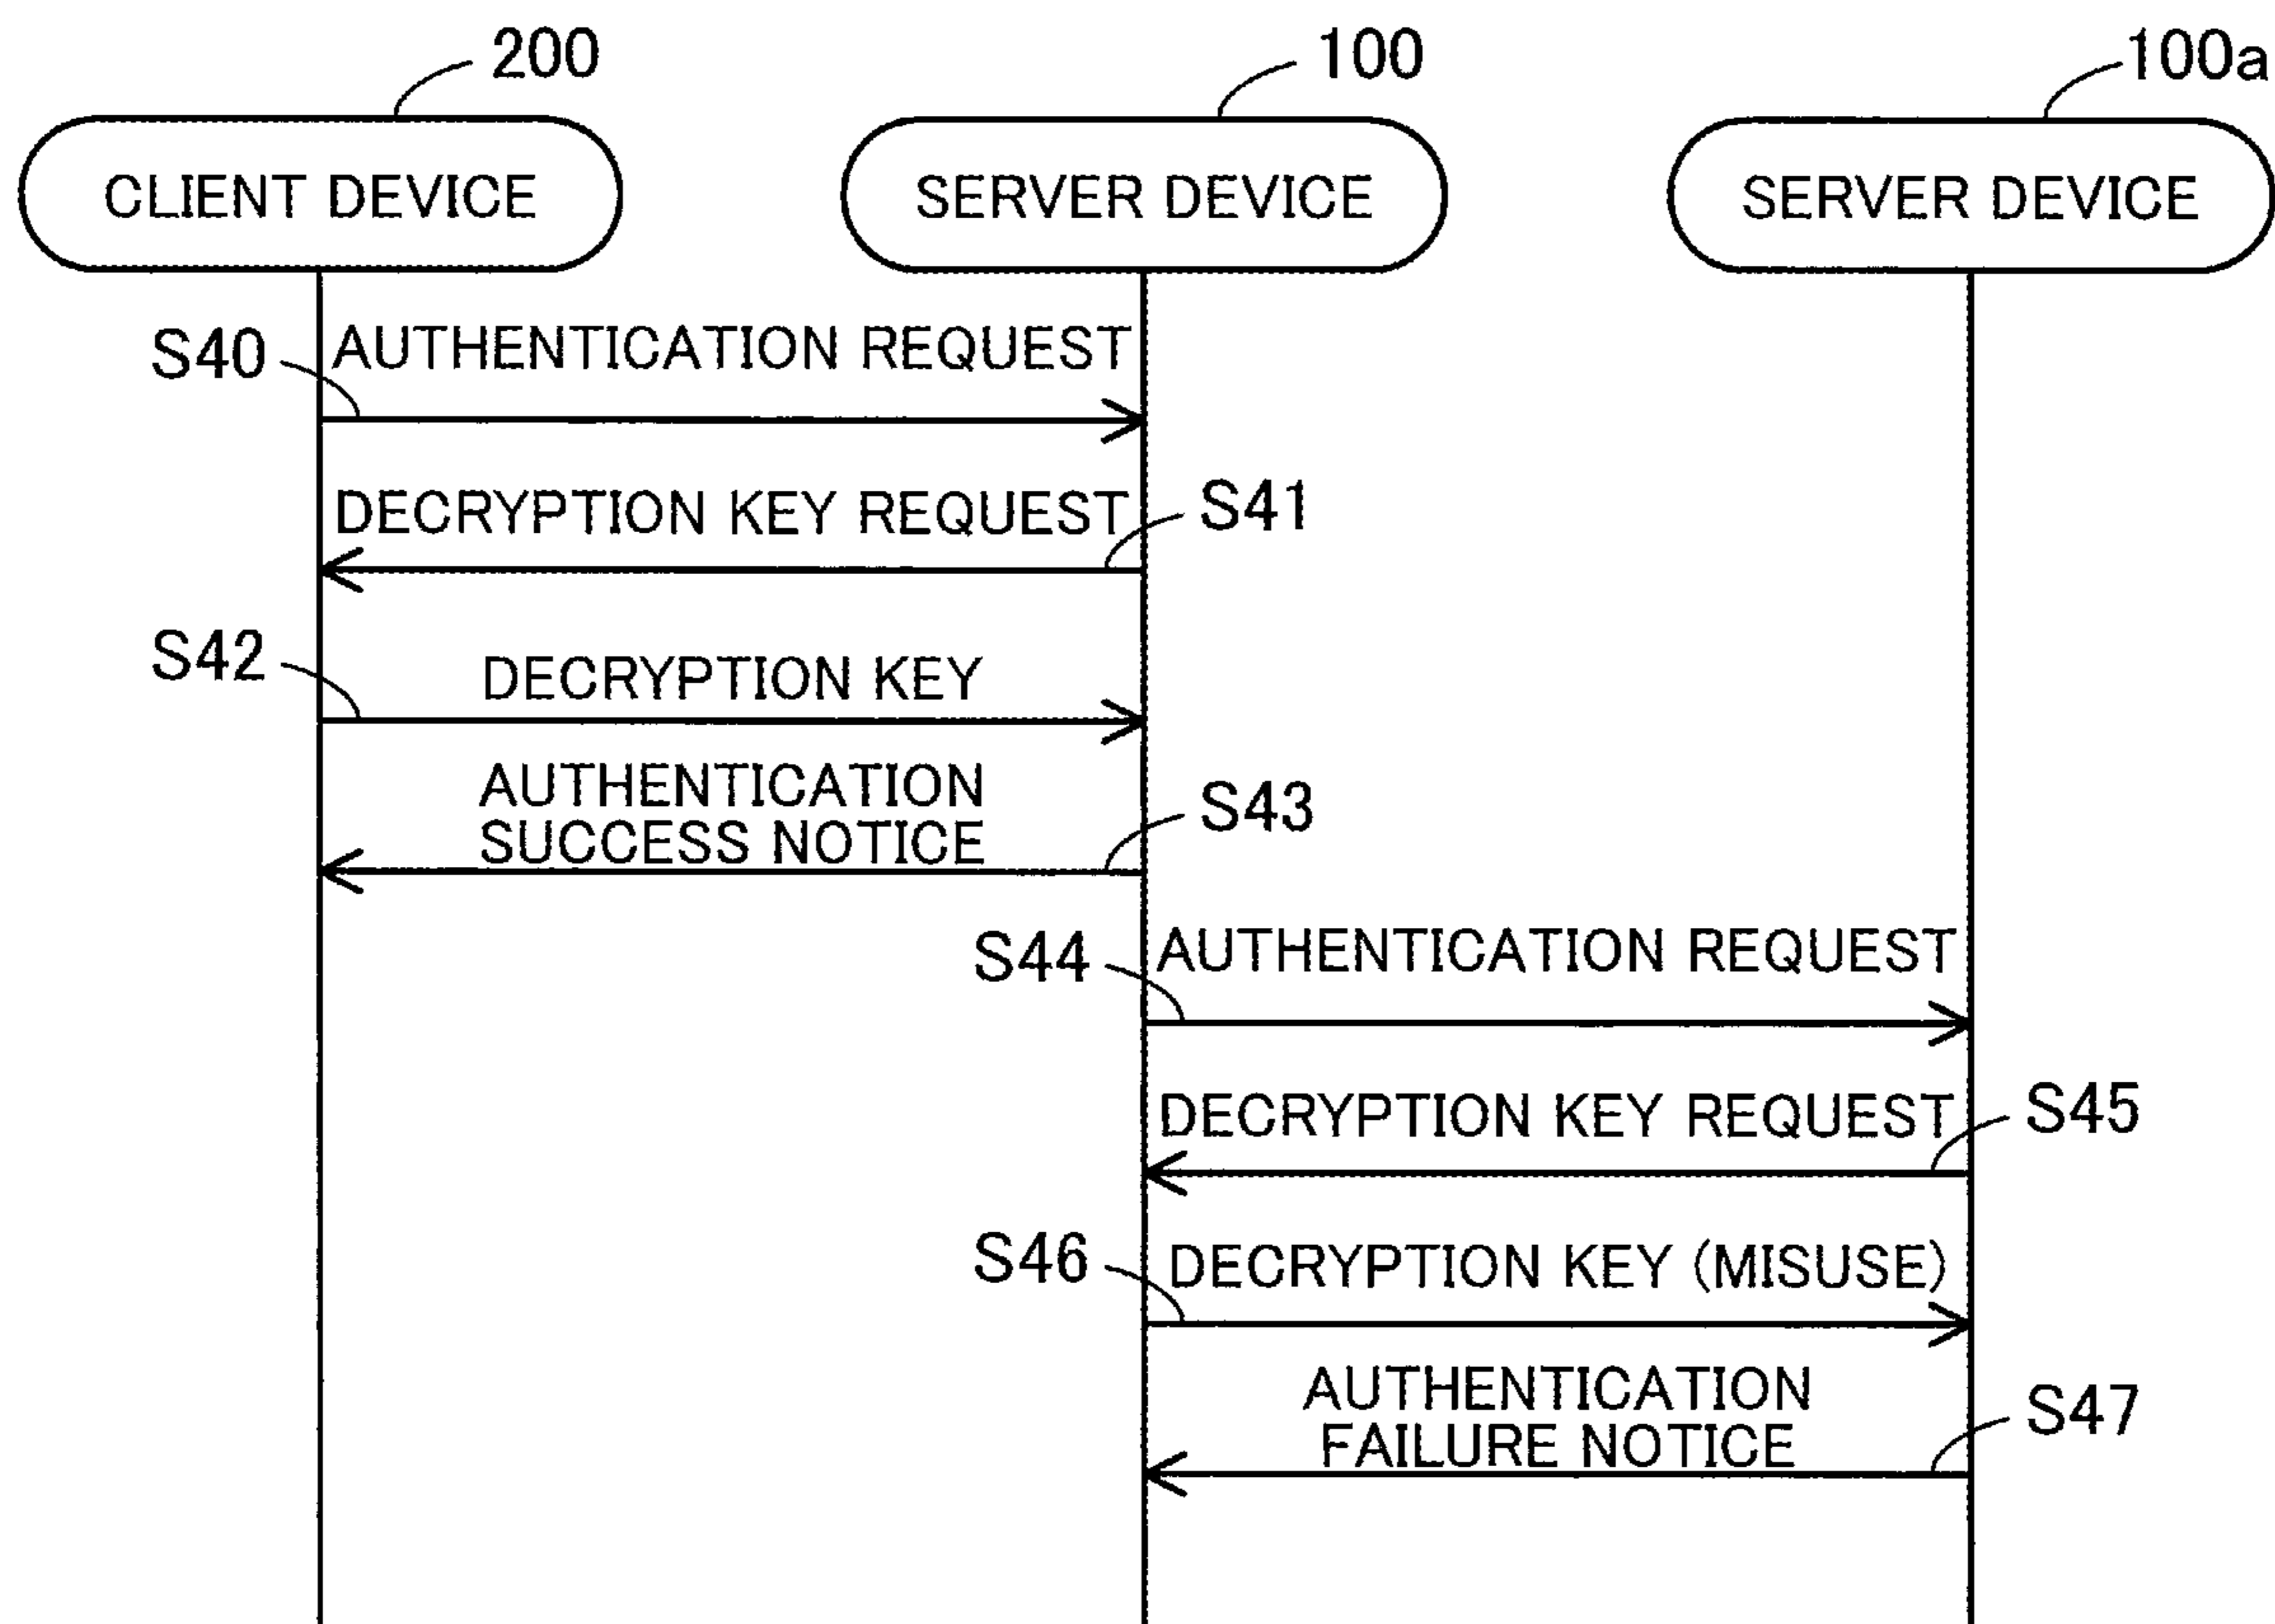 200
100
100a
CLIENT DEVICE
SERVER DEVICE
SERVER DEVICE
S40
AUTHENTICATION REQUEST
DECRYPTION KEY REQUEST
S41
S42
DECRYPTION KEY
AUTHENTICATION
SUCCESS NOTICE
S43
S44
AUTHENTICATION REQUEST
DECRYPTION KEY REQUEST
S45
S46
DECRYPTION KEY (MISUSE)
AUTHENTICATION
FAILURE NOTICE
S47